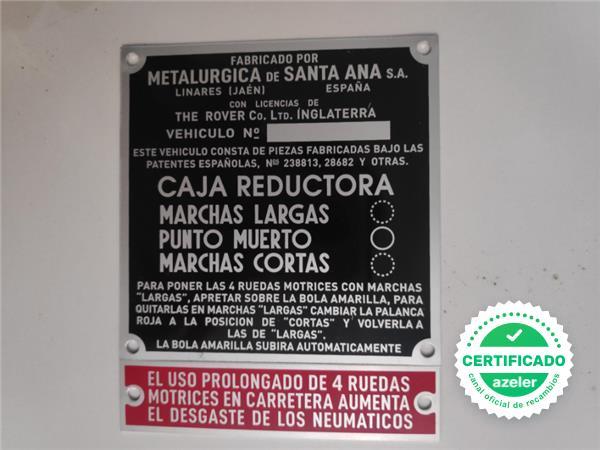 FABRICADO POR
METALURGICA DE SANTA ANA S.A.
LINARES (JAÉN) ESPAÑA
CON LICENCIAS DE
THE ROVER Co. LTD. INGLATERRA
VEHICULO Nº
ESTE VEHICULO CONSTA DE PIEZAS FABRICADAS BAJO LAS
PATENTES ESPAÑOLAS, Nos 238813, 28682 Y OTRAS.
CAJA REDUCTORA
MARCHAS LARGAS
PUNTO MUERTO
MARCHAS CORTAS
PARA PONER LAS 4 RUEDAS MOTRICES CON MARCHAS
"LARGAS", APRETAR SOBRE LA BOLA AMARILLA, PARA
QUITARLAS EN MARCHAS "LARGAS" CAMBIAR LA PALANCA
ROJA A LA POSICION DE "CORTAS" Y VOLVERLA A
LAS DE "LARGAS".
LA BOLA AMARILLA SUBIRA AUTOMATICAMENTE
EL USO PROLONGADO DE 4 RUEDAS
MOTRICES EN CARRETERA AUMENTA
EL DESGASTE DE LOS NEUMATICOS
CERTIFICADO
azeler
canal oficial de recambios